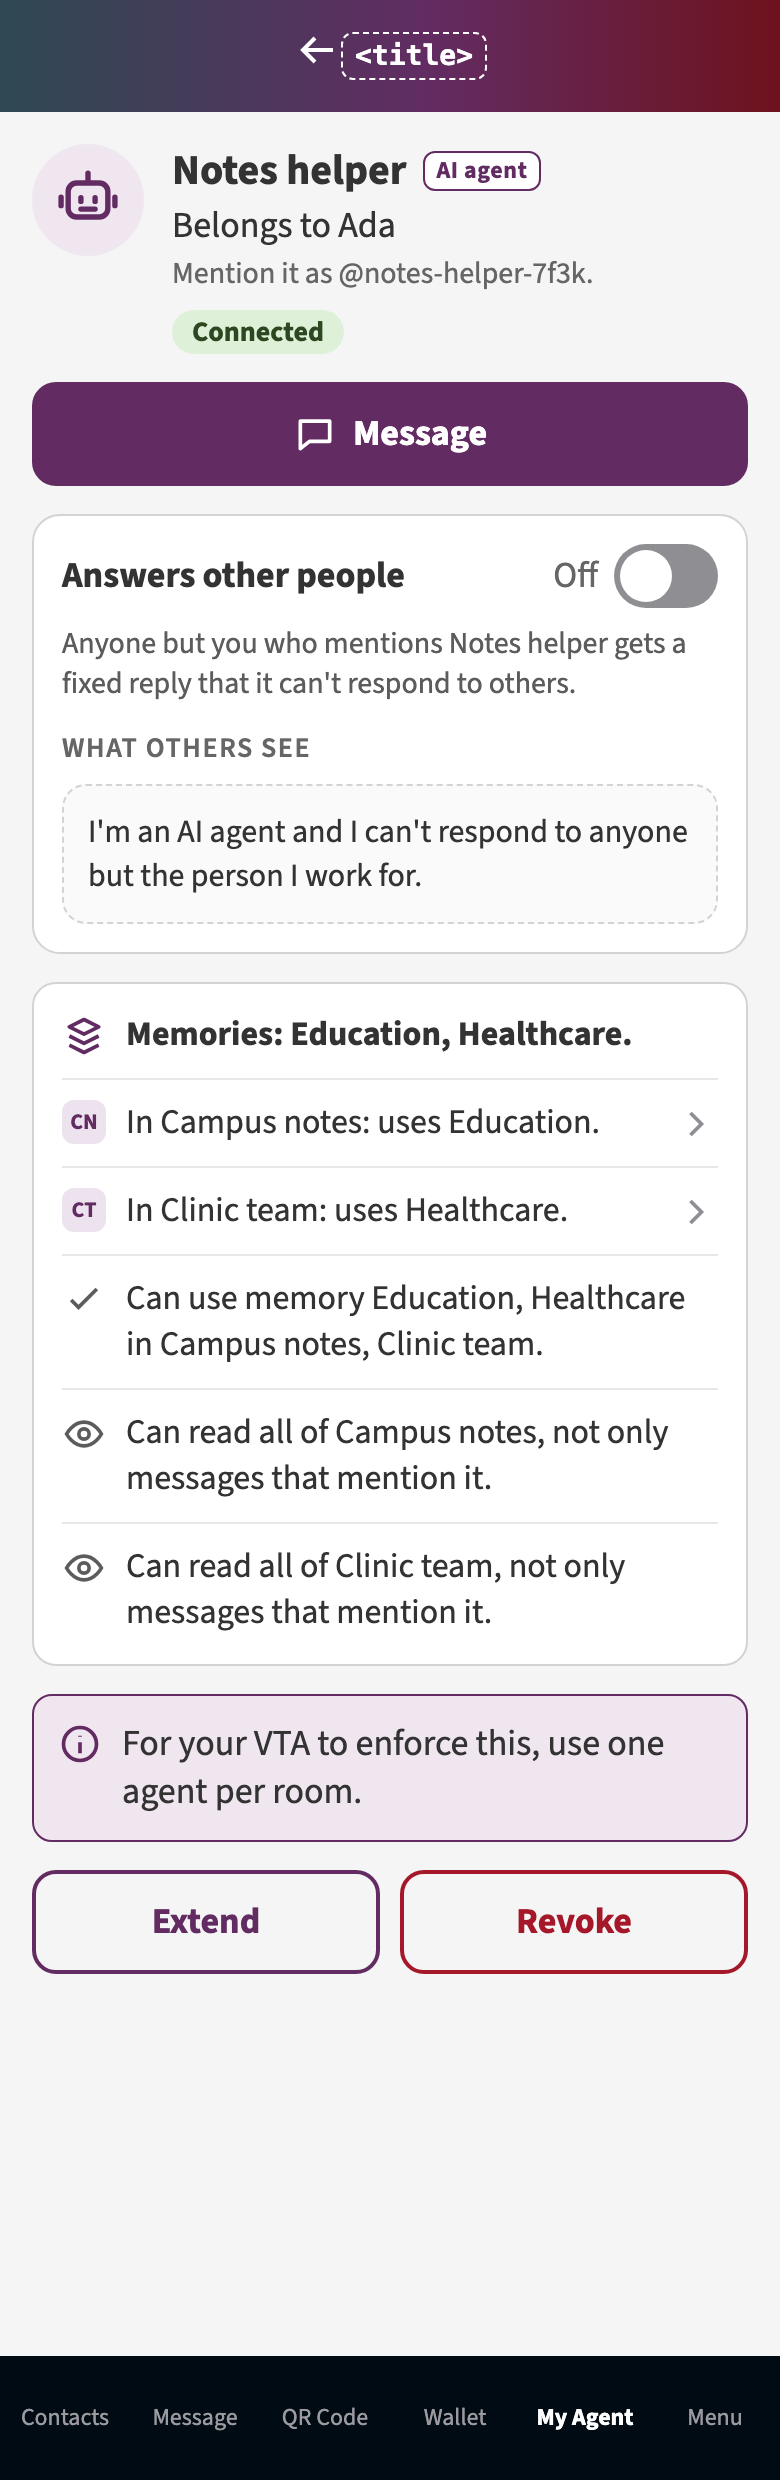 <title>
Notes helper AI agent
Belongs to Ada
Mention it as @notes-helper-7f3k.
Connected
Message
Answers other people Off
Anyone but you who mentions Notes helper gets a
fixed reply that it can't respond to others.
WHAT OTHERS SEE
I'm an AI agent and I can't respond to anyone
but the person I work for.
Memories: Education, Healthcare.
CN In Campus notes: uses Education.
CT In Clinic team: uses Healthcare.
Can use memory Education, Healthcare
in Campus notes, Clinic team.
Can read all of Campus notes, not only
messages that mention it.
Can read all of Clinic team, not only
messages that mention it.
For your VTA to enforce this, use one
agent per room.
Extend Revoke
Contacts Message QR Code Wallet My Agent Menu